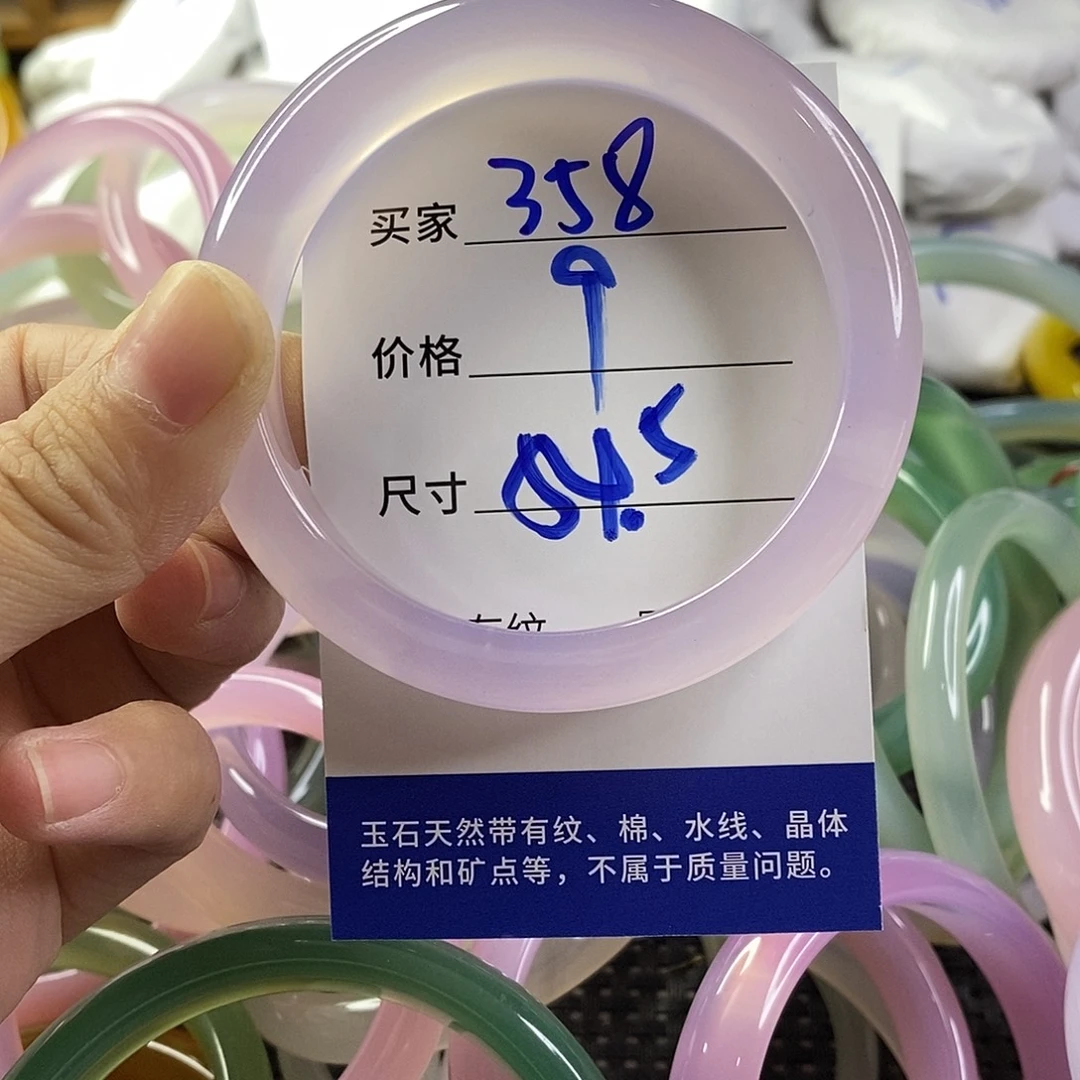 买家 358
价格
尺寸 54.5
玉石天然带有纹、棉、水线、晶体
结构和矿点等，不属于质量问题。